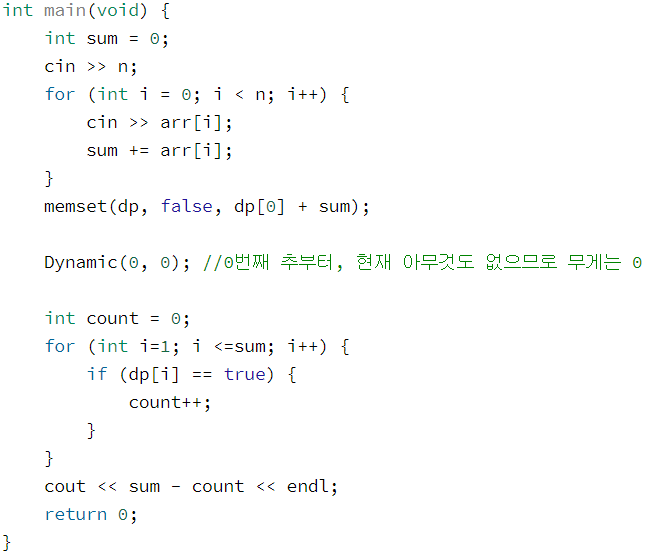 int main(void) {
    int sum = 0;
    cin >> n;
    for (int i = 0; i < n; i++) {
        cin >> arr[i];
        sum += arr[i];
    }
    memset(dp, false, dp[0] + sum);

    Dynamic(0, 0); //0번째 추부터, 현재 아무것도 없으므로 무게는 0

    int count = 0;
    for (int i=1; i <=sum; i++) {
        if (dp[i] == true) {
            count++;
        }
    }
    cout << sum - count << endl;
    return 0;
}